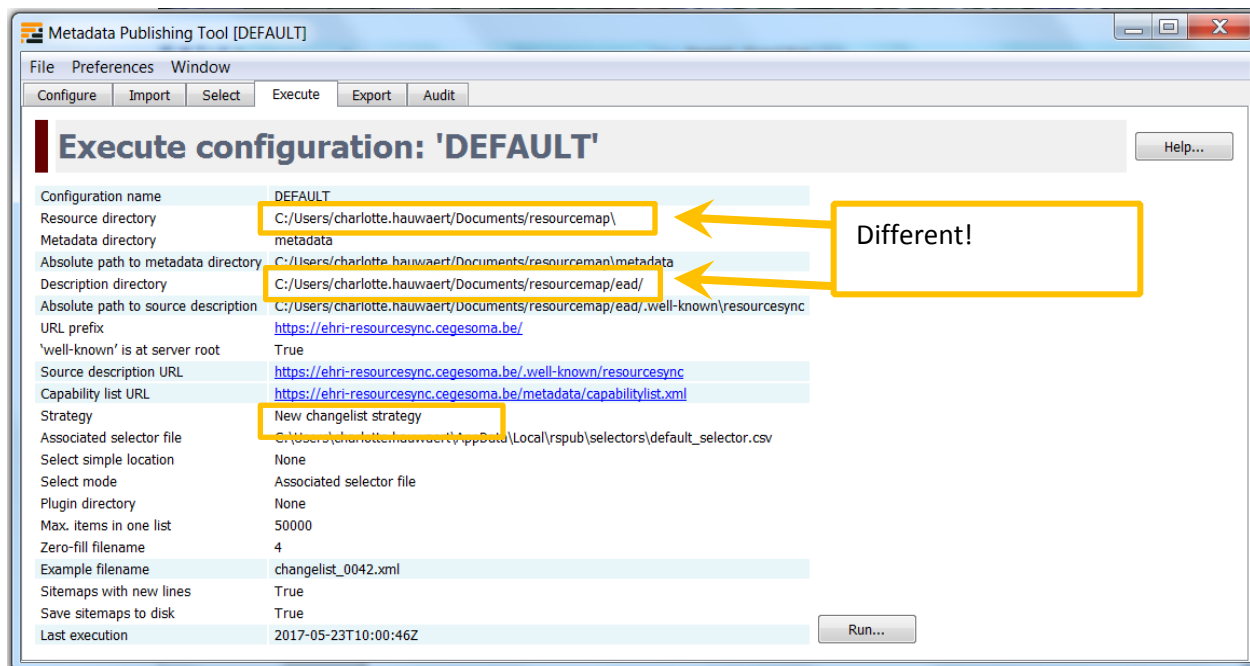 Metadata Publishing Tool [DEFAULT]
File Preferences Window
Configure Import Select Execute Export Audit
Execute configuration: 'DEFAULT'
Help...
Configuration name DEFAULT
Resource directory C:/Users/charlotte.hauwaert/Documents/resourcemap\
Metadata directory metadata
Absolute path to metadata directory C:/Users/charlotte.hauwaert/Documents/resourcemap\metadata
Description directory C:/Users/charlotte.hauwaert/Documents/resourcemap/ead/
Absolute path to source description C:/Users/charlotte.hauwaert/Documents/resourcemap/ead/.well-known\resourcesync
URL prefix https://ehri-resourcesync.cegesoma.be/
'well-known' is at server root True
Source description URL https://ehri-resourcesync.cegesoma.be/.well-known/resourcesync
Capability list URL https://ehri-resourcesync.cegesoma.be/metadata/capabilitylist.xml
Strategy New changelist strategy
Associated selector file C:\Users\charlotte.hauwaert\AppData\Local\rspub\selectors\default_selector.csv
Select simple location None
Select mode Associated selector file
Plugin directory None
Max. items in one list 50000
Zero-fill filename 4
Example filename changelist_0042.xml
Sitemaps with new lines True
Save sitemaps to disk True
Last execution 2017-05-23T10:00:46Z
Different!
Run...